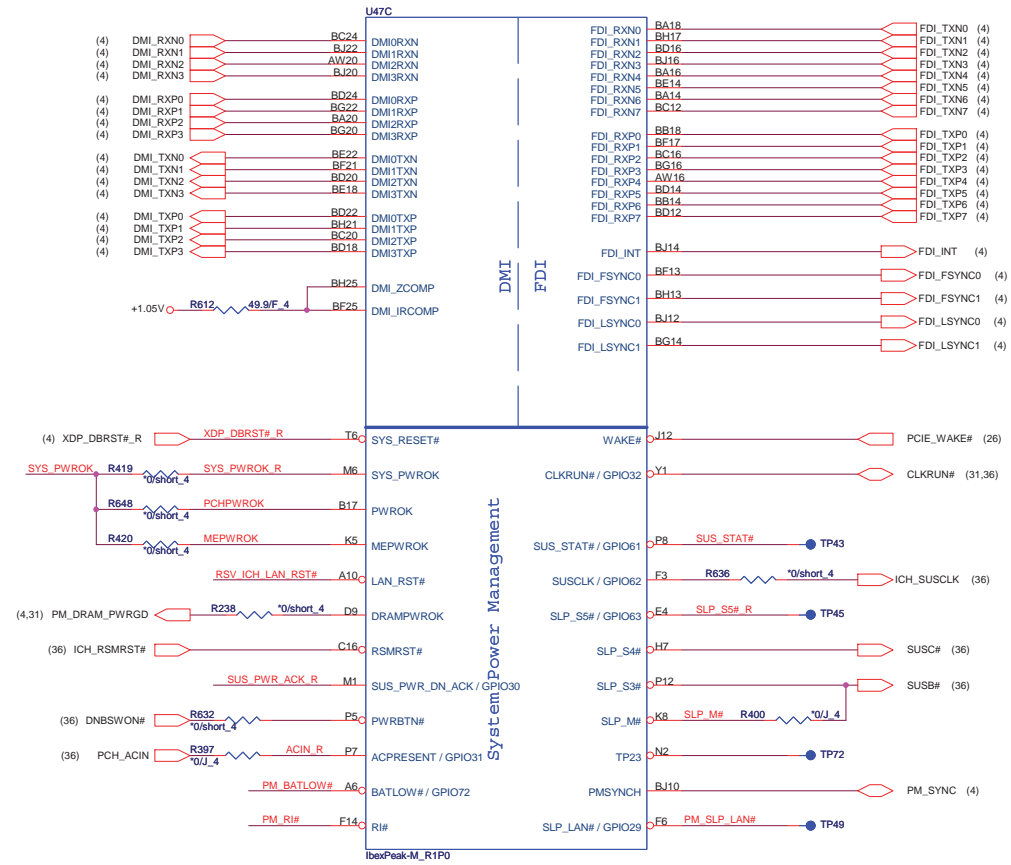 U47C
(4) DMI_RXN0 BC24 DMI0RXN
(4) DMI_RXN1 BJ22 DMI1RXN
(4) DMI_RXN2 AW20 DMI2RXN
(4) DMI_RXN3 BJ20 DMI3RXN
(4) DMI_RXP0 BD24 DMI0RXP
(4) DMI_RXP1 BG22 DMI1RXP
(4) DMI_RXP2 BA20 DMI2RXP
(4) DMI_RXP3 BG20 DMI3RXP
(4) DMI_TXN0 BE22 DMI0TXN
(4) DMI_TXN1 BF21 DMI1TXN
(4) DMI_TXN2 BD20 DMI2TXN
(4) DMI_TXN3 BE18 DMI3TXN
(4) DMI_TXP0 BD22 DMI0TXP
(4) DMI_TXP1 BH21 DMI1TXP
(4) DMI_TXP2 BC20 DMI2TXP
(4) DMI_TXP3 BD18 DMI3TXP
BH25 DMI_ZCOMP
+1.05V R612 49.9/F_4 BF25 DMI_IRCOMP
DMI
FDI
FDI_RXN0 BA18 FDI_TXN0 (4)
FDI_RXN1 BH17 FDI_TXN1 (4)
FDI_RXN2 BD16 FDI_TXN2 (4)
FDI_RXN3 BJ16 FDI_TXN3 (4)
FDI_RXN4 BA16 FDI_TXN4 (4)
FDI_RXN5 BE14 FDI_TXN5 (4)
FDI_RXN6 BA14 FDI_TXN6 (4)
FDI_RXN7 BC12 FDI_TXN7 (4)
FDI_RXP0 BB18 FDI_TXP0 (4)
FDI_RXP1 BF17 FDI_TXP1 (4)
FDI_RXP2 BC16 FDI_TXP2 (4)
FDI_RXP3 BG16 FDI_TXP3 (4)
FDI_RXP4 AW16 FDI_TXP4 (4)
FDI_RXP5 BD14 FDI_TXP5 (4)
FDI_RXP6 BB14 FDI_TXP6 (4)
FDI_RXP7 BD12 FDI_TXP7 (4)
FDI_INT BJ14 FDI_INT (4)
FDI_FSYNC0 BF13 FDI_FSYNC0 (4)
FDI_FSYNC1 BH13 FDI_FSYNC1 (4)
FDI_LSYNC0 BJ12 FDI_LSYNC0 (4)
FDI_LSYNC1 BG14 FDI_LSYNC1 (4)
(4) XDP_DBRST#_R XDP_DBRST#_R T6 SYS_RESET#
SYS_PWROK R419 *0/short_4 SYS_PWROK_R M6 SYS_PWROK
R648 *0/short_4 PCHPWROK B17 PWROK
R420 *0/short_4 MEPWROK K5 MEPWROK
RSV_ICH_LAN_RST# A10 LAN_RST#
(4,31) PM_DRAM_PWRGD R238 *0/short_4 D9 DRAMPWROK
(36) ICH_RSMRST# C16 RSMRST#
SUS_PWR_ACK_R M1 SUS_PWR_DN_ACK / GPIO30
(36) DNBSWON# R632 *0/short_4 P5 PWRBTN#
(36) PCH_ACIN R397 *0/J_4 ACIN_R P7 ACPRESENT / GPIO31
PM_BATLOW# A6 BATLOW# / GPIO72
PM_RI# F14 RI#
System Power Management
WAKE# J12 PCIE_WAKE# (26)
CLKRUN# / GPIO32 Y1 CLKRUN# (31,36)
SUS_STAT# / GPIO61 P8 SUS_STAT# TP43
SUSCLK / GPIO62 F3 R636 *0/short_4 ICH_SUSCLK (36)
SLP_S5# / GPIO63 E4 SLP_S5#_R TP45
SLP_S4# H7 SUSC# (36)
SLP_S3# P12 SUSB# (36)
SLP_M# K8 SLP_M# R400 *0/J_4
TP23 N2 TP72
PMSYNCH BJ10 PM_SYNC (4)
SLP_LAN# / GPIO29 F6 PM_SLP_LAN# TP49
IbexPeak-M_R1P0